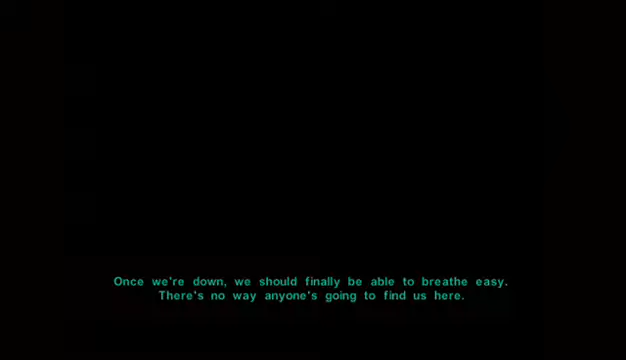 Once we're down, we should finally be able to breathe easy.
There's no way anyone's going to find us here.